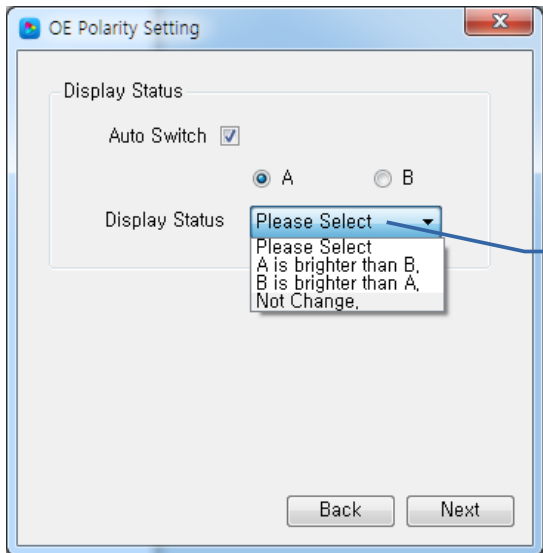 OE Polarity Setting
Display Status
Auto Switch
A B
Display Status Please Select
Please Select
A is brighter than B,
B is brighter than A,
Not Change,
Back Next